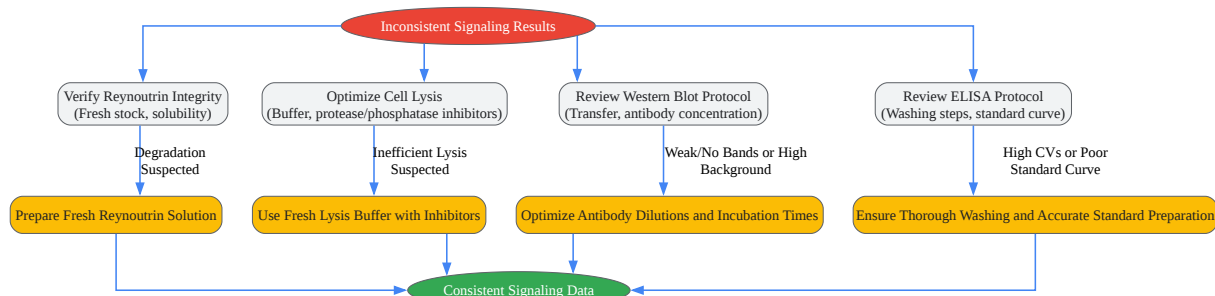 Inconsistent Signaling Results
Verify Reynoutrin Integrity
(Fresh stock, solubility)
Optimize Cell Lysis
(Buffer, protease/phosphatase inhibitors)
Review Western Blot Protocol
(Transfer, antibody concentration)
Review ELISA Protocol
(Washing steps, standard curve)
Degradation
Suspected
Inefficient Lysis
Suspected
Weak/No Bands or High
Background
High CVs or Poor
Standard Curve
Prepare Fresh Reynoutrin Solution
Use Fresh Lysis Buffer with Inhibitors
Optimize Antibody Dilutions and Incubation Times
Ensure Thorough Washing and Accurate Standard Preparation
Consistent Signaling Data